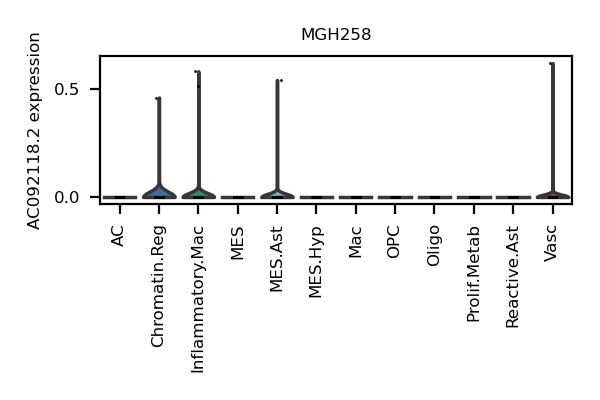 MGH258
AC092118.2 expression
0.5
0.0
AC
Chromatin.Reg
Inflammatory.Mac
MES
MES.Ast
MES.Hyp
Mac
OPC
Oligo
Prolif.Metab
Reactive.Ast
Vasc